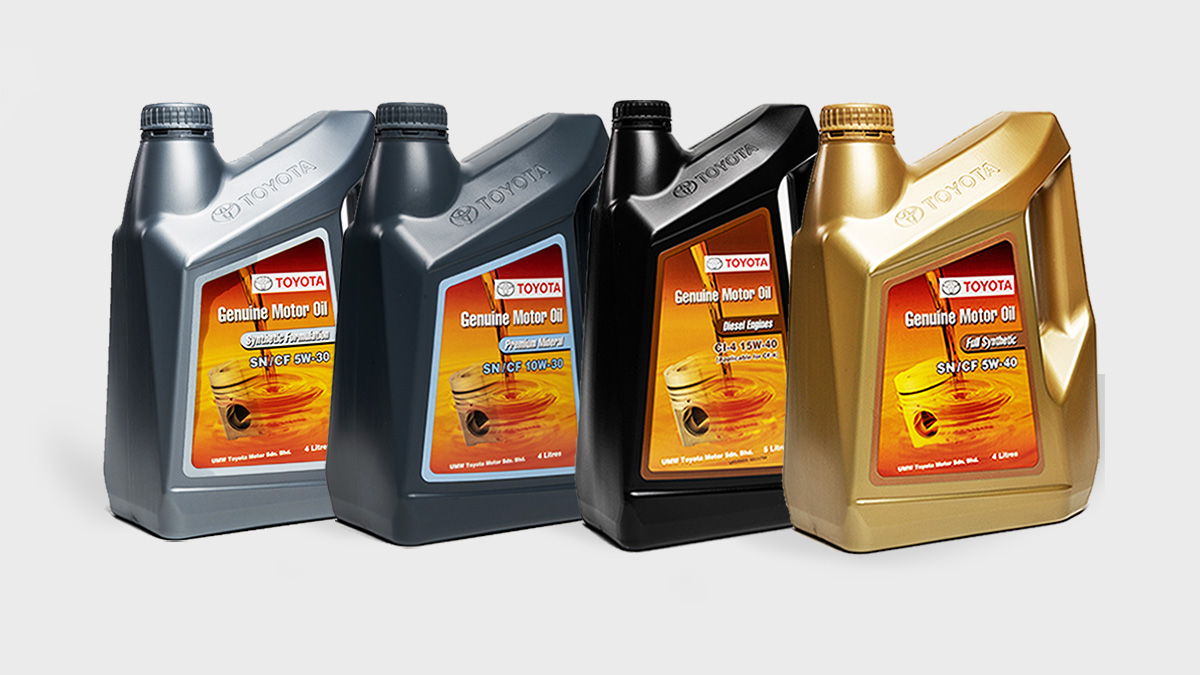 TOYOTA
TOYOTA
Genuine Motor Oil
Synthetic Formulation
SN/CF 5W-30
4 Litres
UMW Toyota Motor Sdn. Bhd.
TOYOTA
TOYOTA
Genuine Motor Oil
Premium Mineral
SN/CF 10W-30
4 Litres
UMW Toyota Motor Sdn. Bhd.
TOYOTA
TOYOTA
Genuine Motor Oil
Diesel Engines
CI-4 15W-40
5 Litres
UMW Toyota Motor Sdn. Bhd.
TOYOTA
TOYOTA
Genuine Motor Oil
Full Synthetic
SN/CF 5W-40
4 Litres
UMW Toyota Motor Sdn. Bhd.